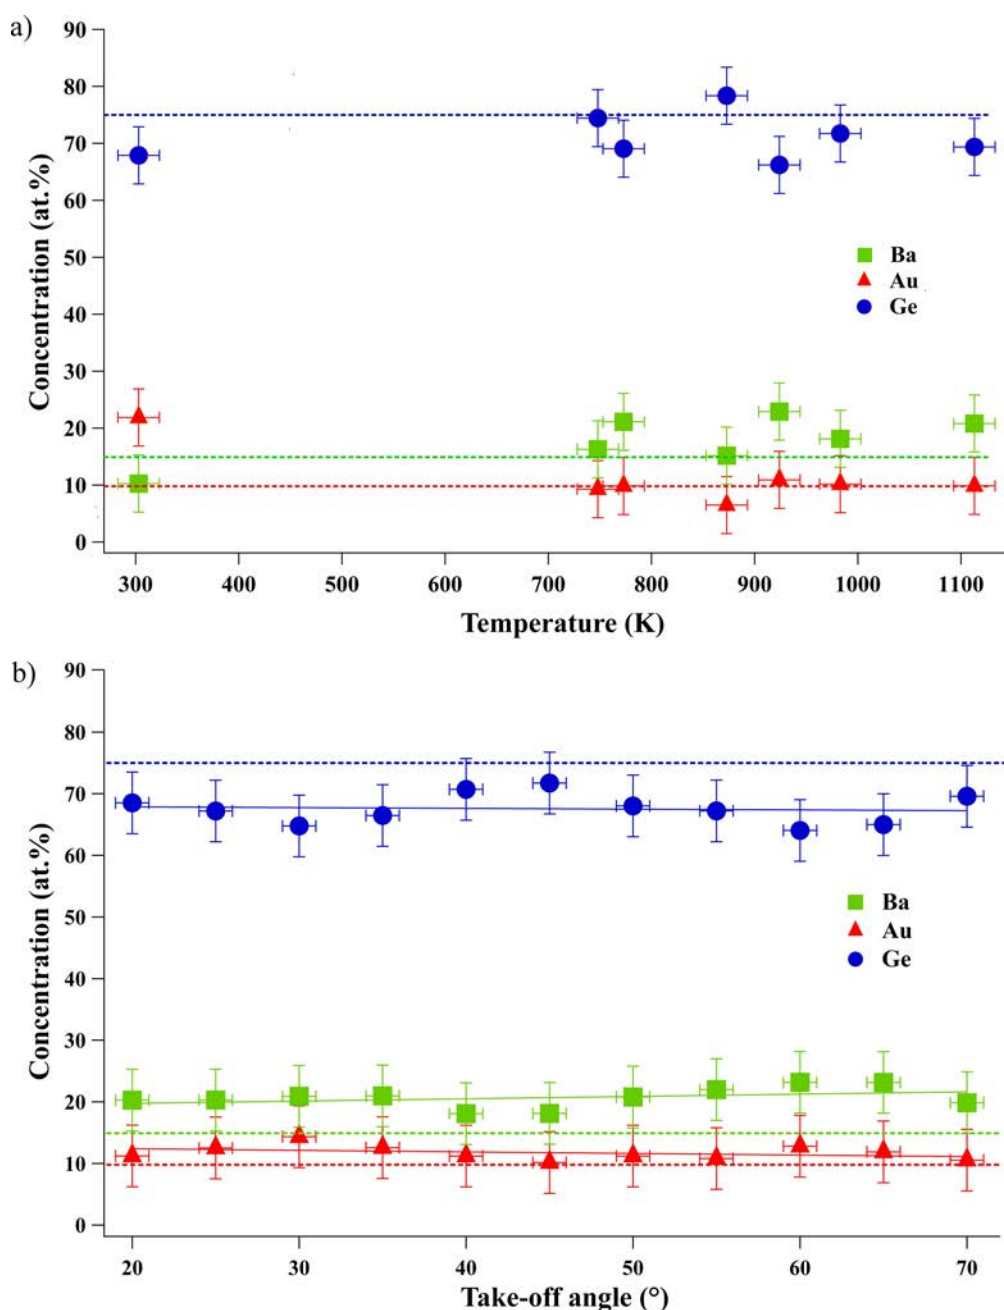 a)
90
80
70
60
50
40
30
20
10
0
Concentration (at.%)
Ba
Au
Ge
300 400 500 600 700 800 900 1000 1100
Temperature (K)
b)
90
80
70
60
50
40
30
20
10
0
Concentration (at.%)
Ba
Au
Ge
20 30 40 50 60 70
Take-off angle (°)